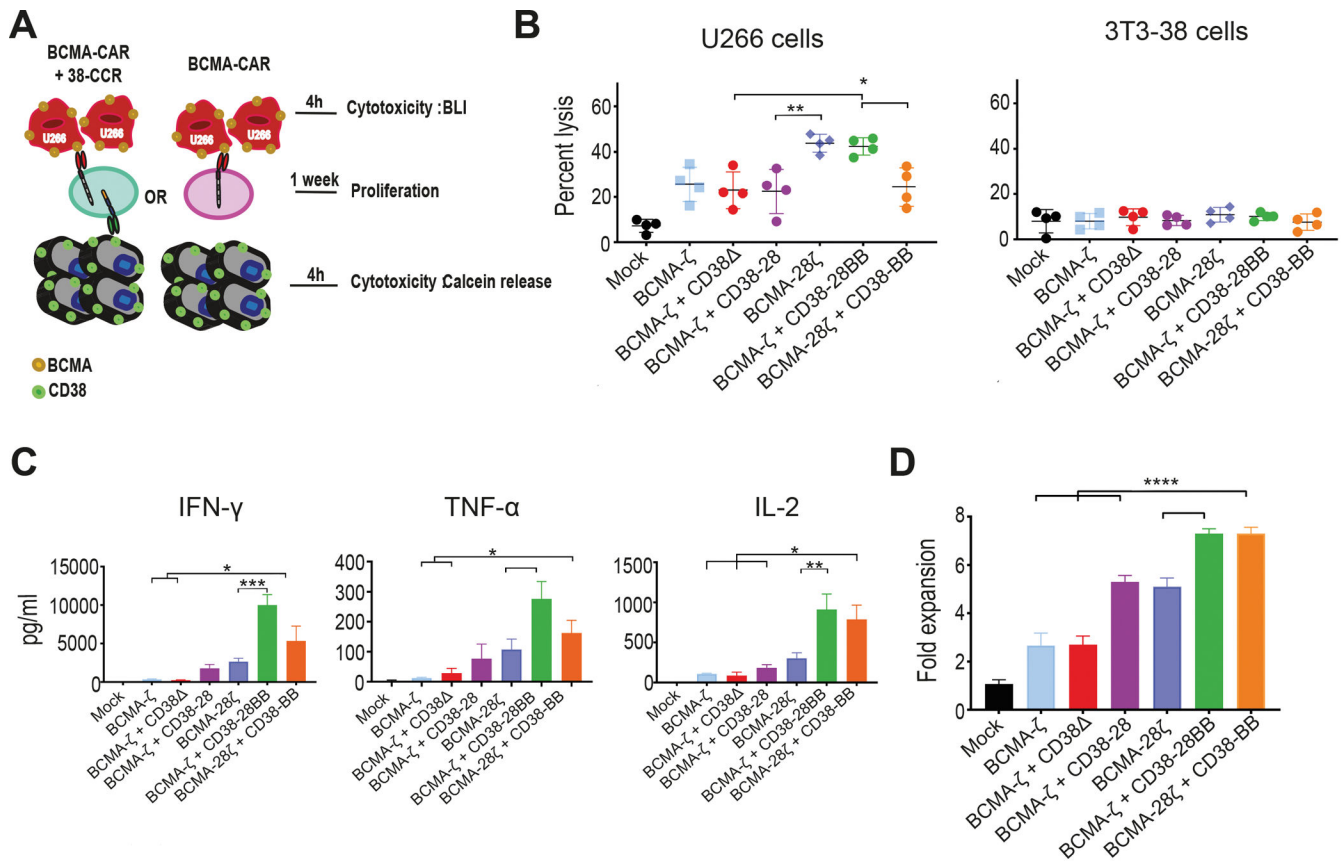 A
BCMA-CAR
+ 38-CCR
BCMA-CAR
U266
U266
U266
U266
4h
Cytotoxicity :BLI
OR
1 week
Proliferation
4h
Cytotoxicity :Calcein release
BCMA
CD38
B
U266 cells
3T3-38 cells
Percent lysis
60
40
20
0
*
**
Mock
BCMA-ζ
BCMA-ζ + CD38Δ
BCMA-ζ + CD38-28
BCMA-28ζ
BCMA-ζ + CD38-28BB
BCMA-28ζ + CD38-BB
60
40
20
0
Mock
BCMA-ζ
BCMA-ζ + CD38Δ
BCMA-ζ + CD38-28
BCMA-28ζ
BCMA-ζ + CD38-28BB
BCMA-28ζ + CD38-BB
C
IFN-γ
TNF-α
IL-2
pg/ml
15000
10000
5000
0
*
***
Mock
BCMA-ζ
BCMA-ζ + CD38Δ
BCMA-ζ + CD38-28
BCMA-28ζ
BCMA-ζ + CD38-28BB
BCMA-28ζ + CD38-BB
400
300
200
100
0
*
Mock
BCMA-ζ
BCMA-ζ + CD38Δ
BCMA-ζ + CD38-28
BCMA-28ζ
BCMA-ζ + CD38-28BB
BCMA-28ζ + CD38-BB
1500
1000
500
0
*
**
Mock
BCMA-ζ
BCMA-ζ + CD38Δ
BCMA-ζ + CD38-28
BCMA-28ζ
BCMA-ζ + CD38-28BB
BCMA-28ζ + CD38-BB
D
Fold expansion
8
6
4
2
0
****
Mock
BCMA-ζ
BCMA-ζ + CD38Δ
BCMA-ζ + CD38-28
BCMA-28ζ
BCMA-ζ + CD38-28BB
BCMA-28ζ + CD38-BB